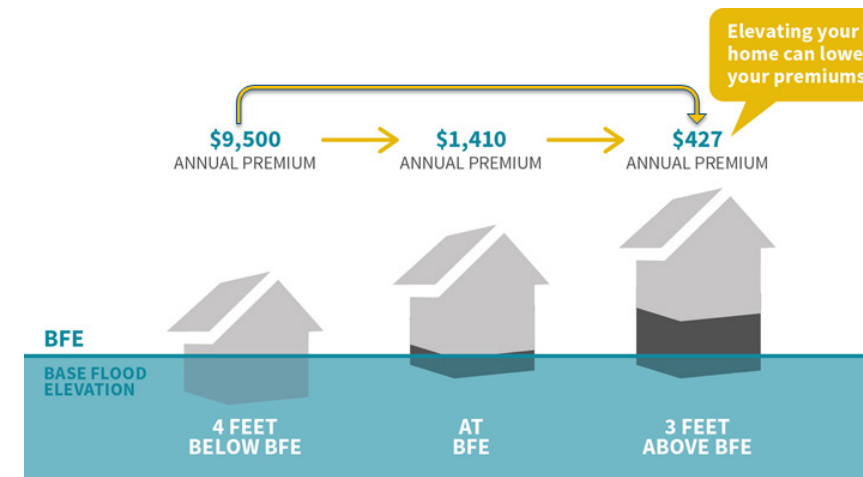 Elevating your
home can lowe
your premiums
$9,500
ANNUAL PREMIUM
$1,410
ANNUAL PREMIUM
$427
ANNUAL PREMIUM
BFE
BASE FLOOD
ELEVATION
4 FEET
BELOW BFE
AT
BFE
3 FEET
ABOVE BFE